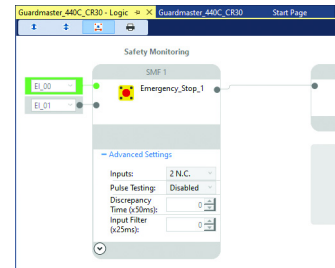 Guardmaster_440C_CR30 - Logic Guardmaster_440C_CR30 Start Page
Safety Monitoring
SMF 1
EI_00
Emergency_Stop_1
EI_01
Advanced Settings
Inputs: 2 N.C.
Pulse Testing: Disabled
Discrepancy
Time (x50ms): 0
Input Filter
(x25ms): 0